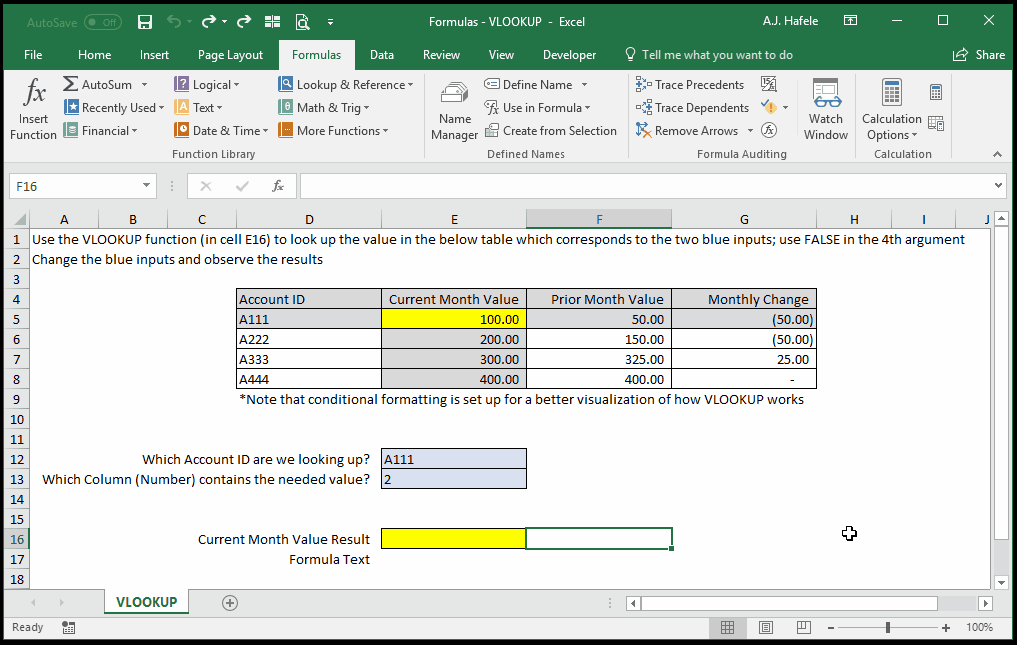 AutoSave Off Formulas - VLOOKUP - Excel A.J. Hafele
File Home Insert Page Layout Formulas Data Review View Developer Tell me what you want to do Share
fx Insert Function
AutoSum Logical Lookup & Reference
Recently Used Text Math & Trig
Financial Date & Time More Functions
Function Library
Name Manager
Define Name
Use in Formula
Create from Selection
Defined Names
Trace Precedents
Trace Dependents
Remove Arrows fx
Formula Auditing
Watch Window
Calculation Options
Calculation
F16 fx
A B C D E F G H I J
1 Use the VLOOKUP function (in cell E16) to look up the value in the below table which corresponds to the two blue inputs; use FALSE in the 4th argument
2 Change the blue inputs and observe the results
3
4 Account ID Current Month Value Prior Month Value Monthly Change
5 A111 100.00 50.00 (50.00)
6 A222 200.00 150.00 (50.00)
7 A333 300.00 325.00 25.00
8 A444 400.00 400.00 -
9 *Note that conditional formatting is set up for a better visualization of how VLOOKUP works
10
11
12 Which Account ID are we looking up? A111
13 Which Column (Number) contains the needed value? 2
14
15
16 Current Month Value Result
17 Formula Text
18
VLOOKUP
Ready 100%